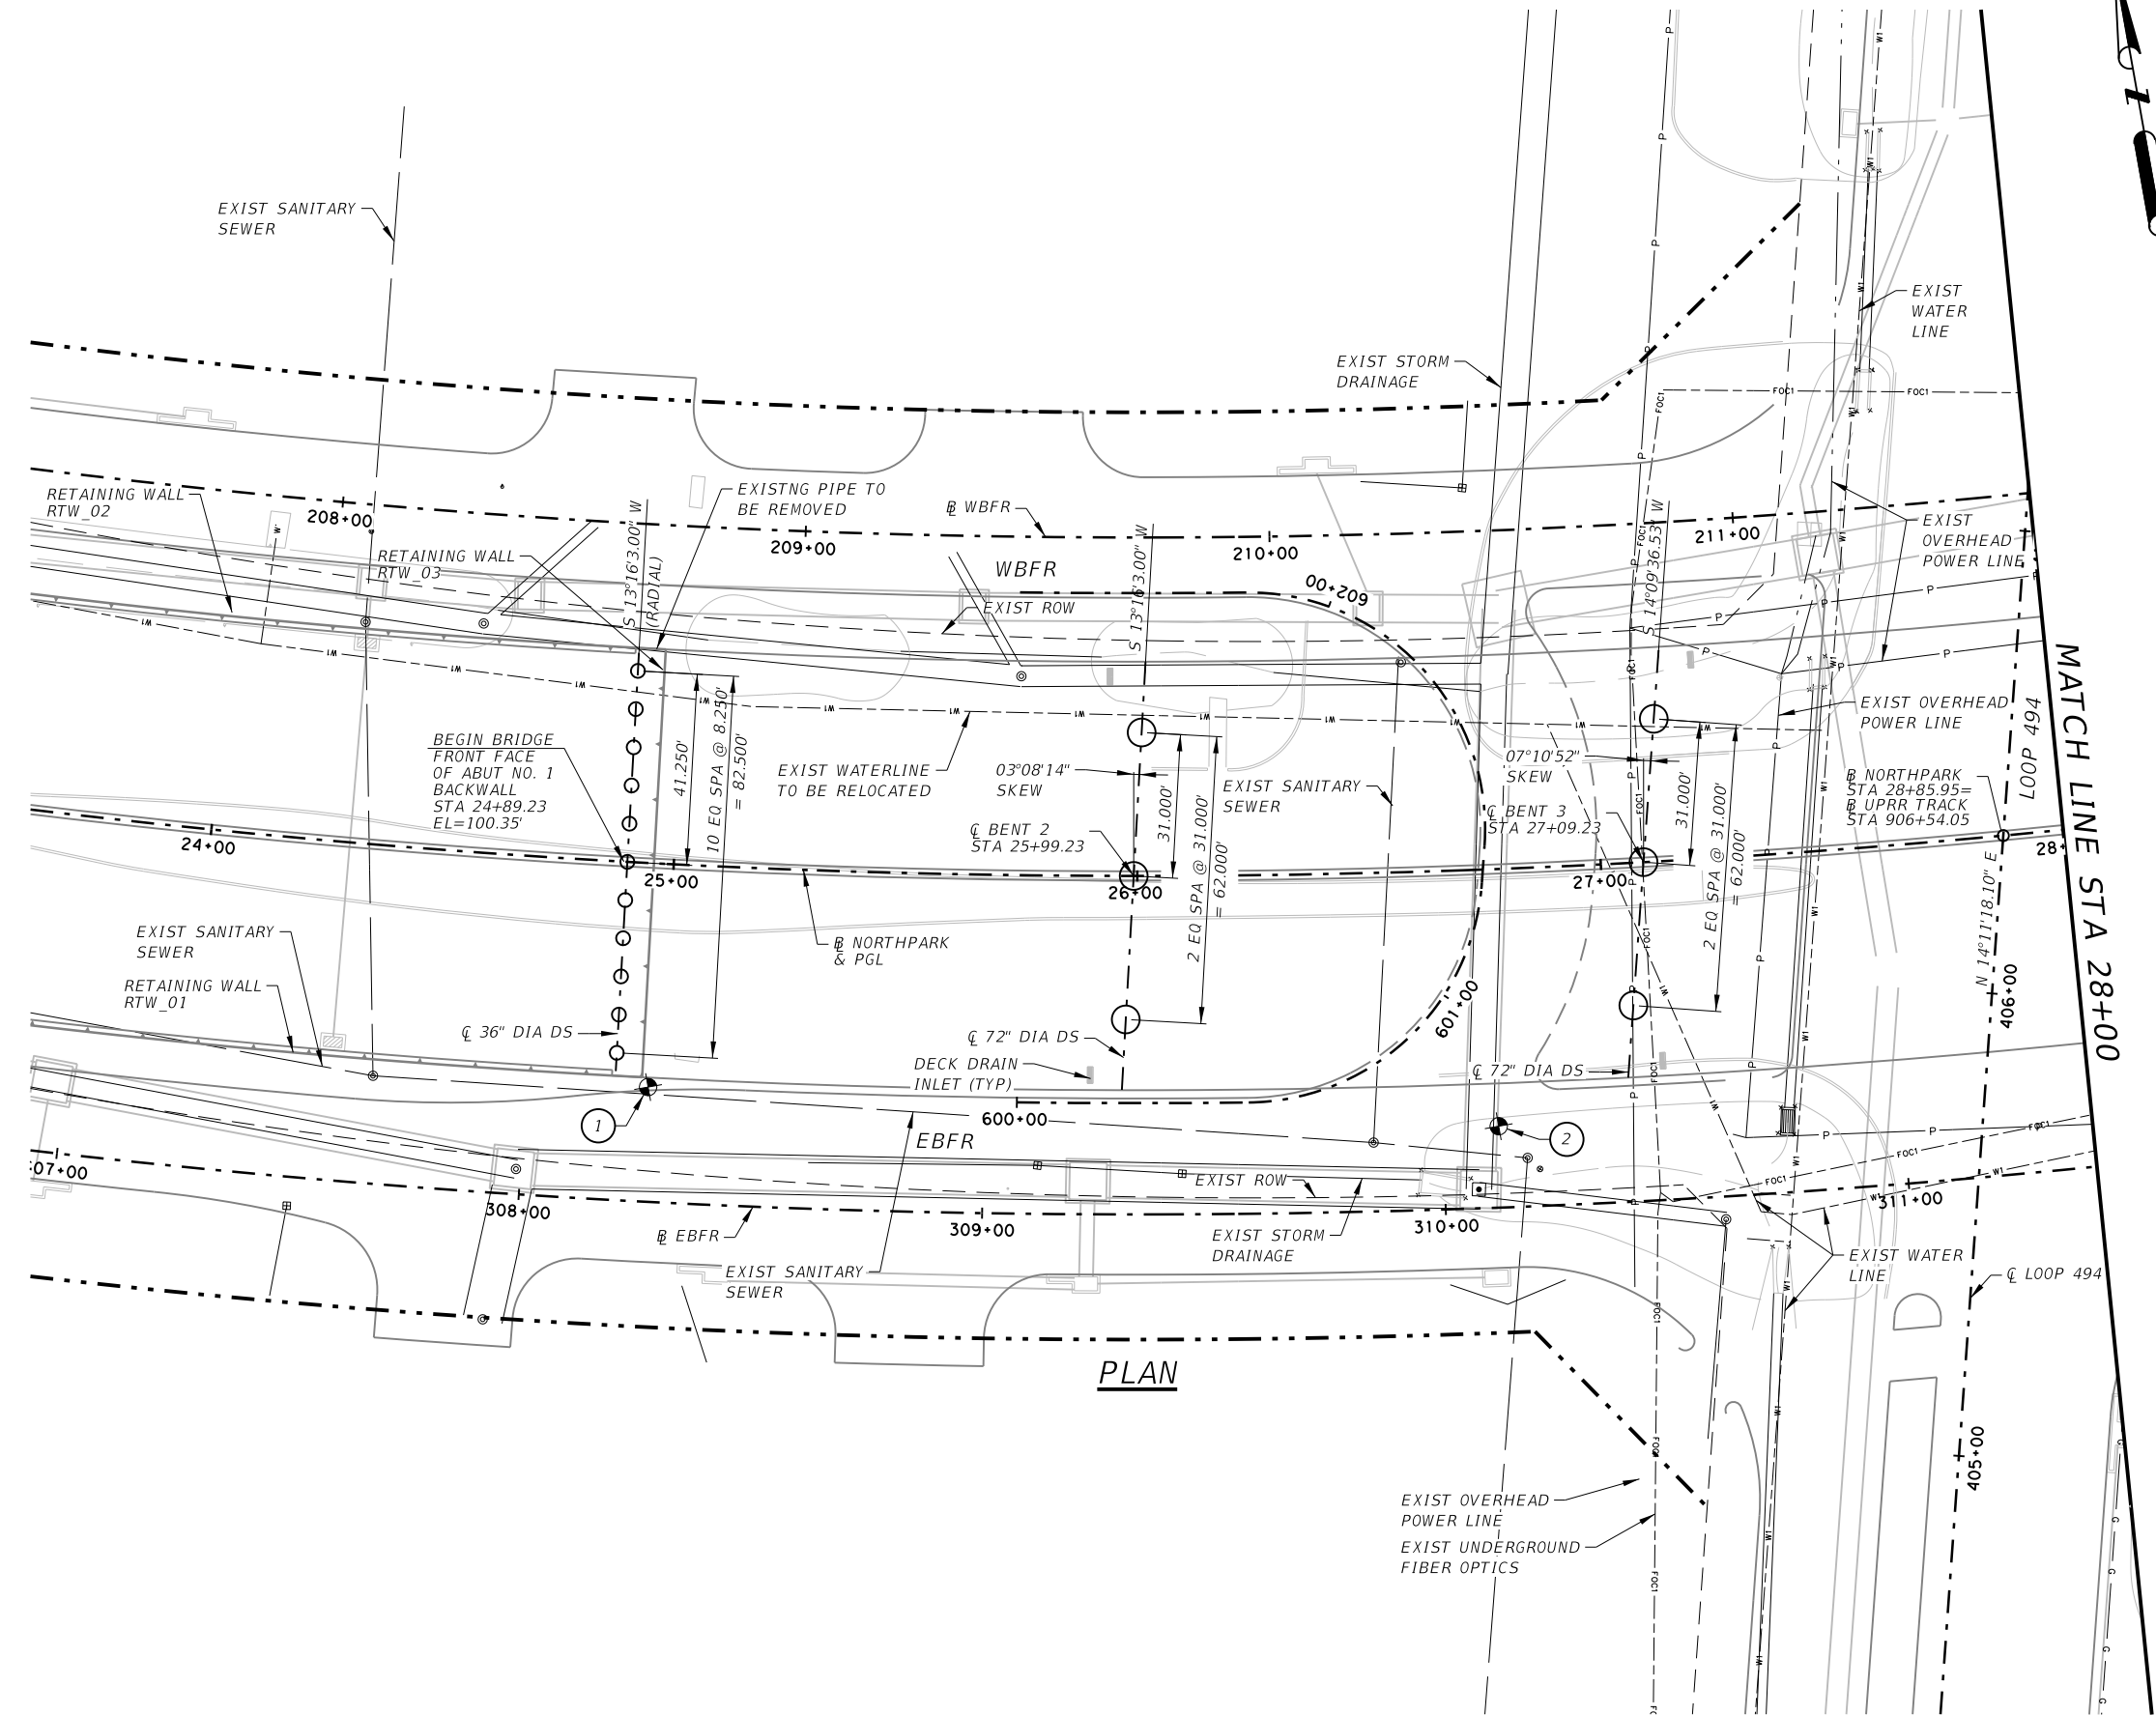 EXIST SANITARY
SEWER
EXIST
WATER
LINE
EXIST STORM
DRAINAGE
FOC1
FOC1
FOC1
RETAINING WALL
RTW_02
208+00
EXISTNG PIPE TO
BE REMOVED
℄ WBFR
209+00
210+00
211+00
EXIST
OVERHEAD
POWER LINE
RETAINING WALL
RTW_03
S 13°16'3.00" W
(RADIAL)
WBFR
EXIST ROW
S 13°16'3.00" W
602+00
S 14°09'36.53" W
EXIST OVERHEAD
POWER LINE
LOOP 494
MATCH LINE STA 28+00
BEGIN BRIDGE
FRONT FACE
OF ABUT NO. 1
BACKWALL
STA 24+89.23
EL=100.35'
41.250'
10 EQ SPA @ 8.250'
= 82.500'
EXIST WATERLINE
TO BE RELOCATED
03°08'14"
SKEW
31.000'
2 EQ SPA @ 31.000'
= 62.000'
EXIST SANITARY
SEWER
07°10'52"
SKEW
31.000'
2 EQ SPA @ 31.000'
= 62.000'
℄ BENT 2
STA 25+99.23
℄ BENT 3
STA 27+09.23
B NORTHPARK
STA 28+85.95=
B UPRR TRACK
STA 906+54.05
24+00
25+00
26+00
27+00
28+
N 14°11'18.10" E
EXIST SANITARY
SEWER
B NORTHPARK
& PGL
RETAINING WALL
RTW_01
℄ 36" DIA DS
℄ 72" DIA DS
DECK DRAIN
INLET (TYP)
601+00
℄ 72" DIA DS
406+00
1
600+00
EBFR
2
07+00
308+00
309+00
310+00
311+00
EXIST ROW
B EBFR
EXIST STORM
DRAINAGE
EXIST SANITARY
SEWER
EXIST WATER
LINE
℄ LOOP 494
PLAN
405+00
EXIST OVERHEAD
POWER LINE
EXIST UNDERGROUND
FIBER OPTICS